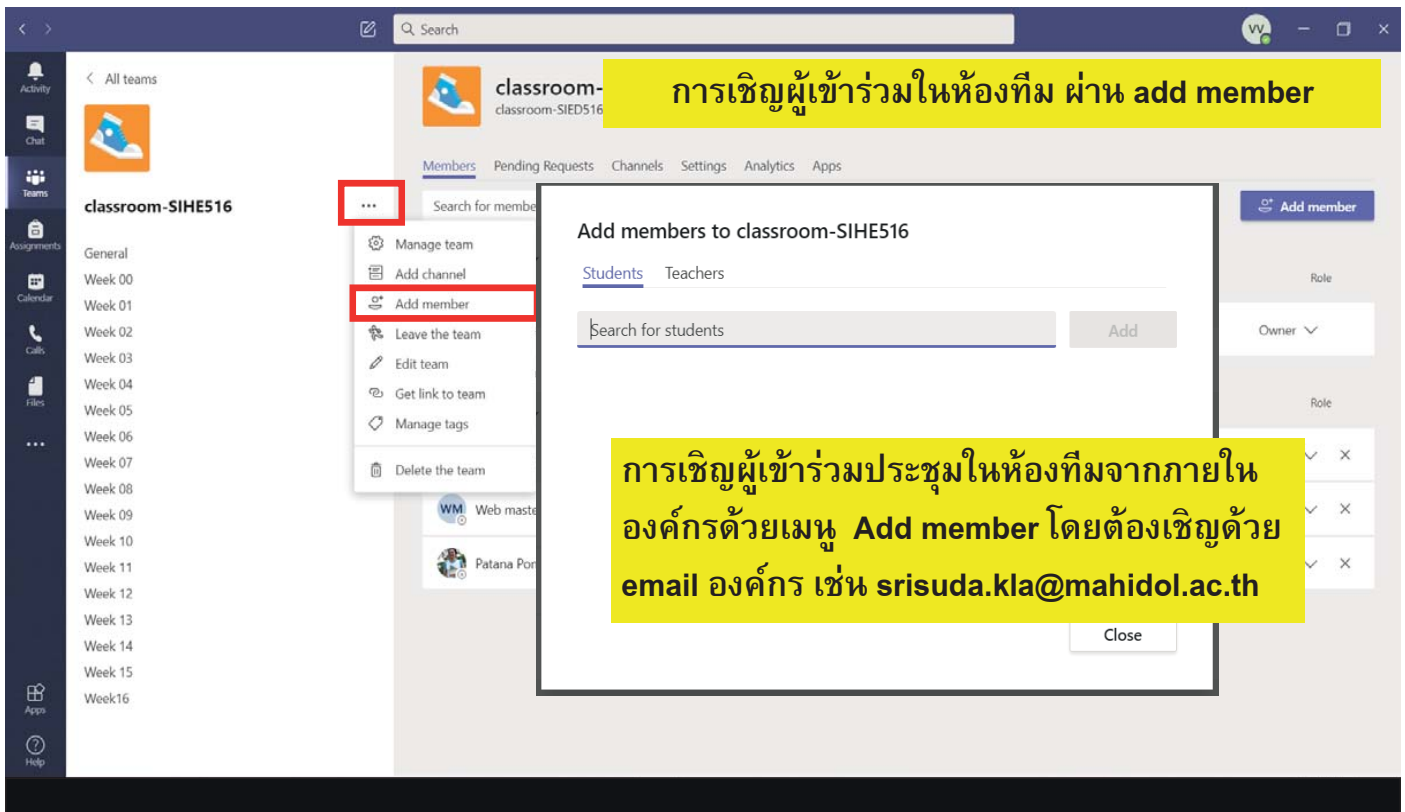 Search
VV
Activity
Chat
Teams
Assignments
Calendar
Calls
Files
Apps
Help
All teams
classroom-SIHE516
General
Week 00
Week 01
Week 02
Week 03
Week 04
Week 05
Week 06
Week 07
Week 08
Week 09
Week 10
Week 11
Week 12
Week 13
Week 14
Week 15
Week16
classroom-
classroom-SIED516
การเชิญผู้เข้าร่วมในห้องทีม ผ่าน add member
Members Pending Requests Channels Settings Analytics Apps
Search for membe
Add member
Manage team
Add channel
Add member
Leave the team
Edit team
Get link to team
Manage tags
Delete the team
Role
Owner
Role
WM Web maste
Patana Por
Add members to classroom-SIHE516
Students Teachers
Search for students
Add
การเชิญผู้เข้าร่วมประชุมในห้องทีมจากภายใน
องค์กรด้วยเมนู Add member โดยต้องเชิญด้วย
email องค์กร เช่น srisuda.kla@mahidol.ac.th
Close